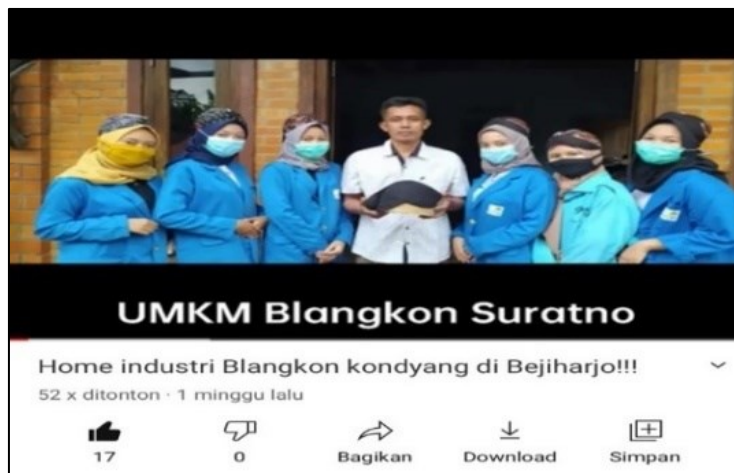 UMKM Blangkon Suratno
Home industri Blangkon kondyang di Bejiharjo!!!
52 x ditonton · 1 minggu lalu
17 0 Bagikan Download Simpan